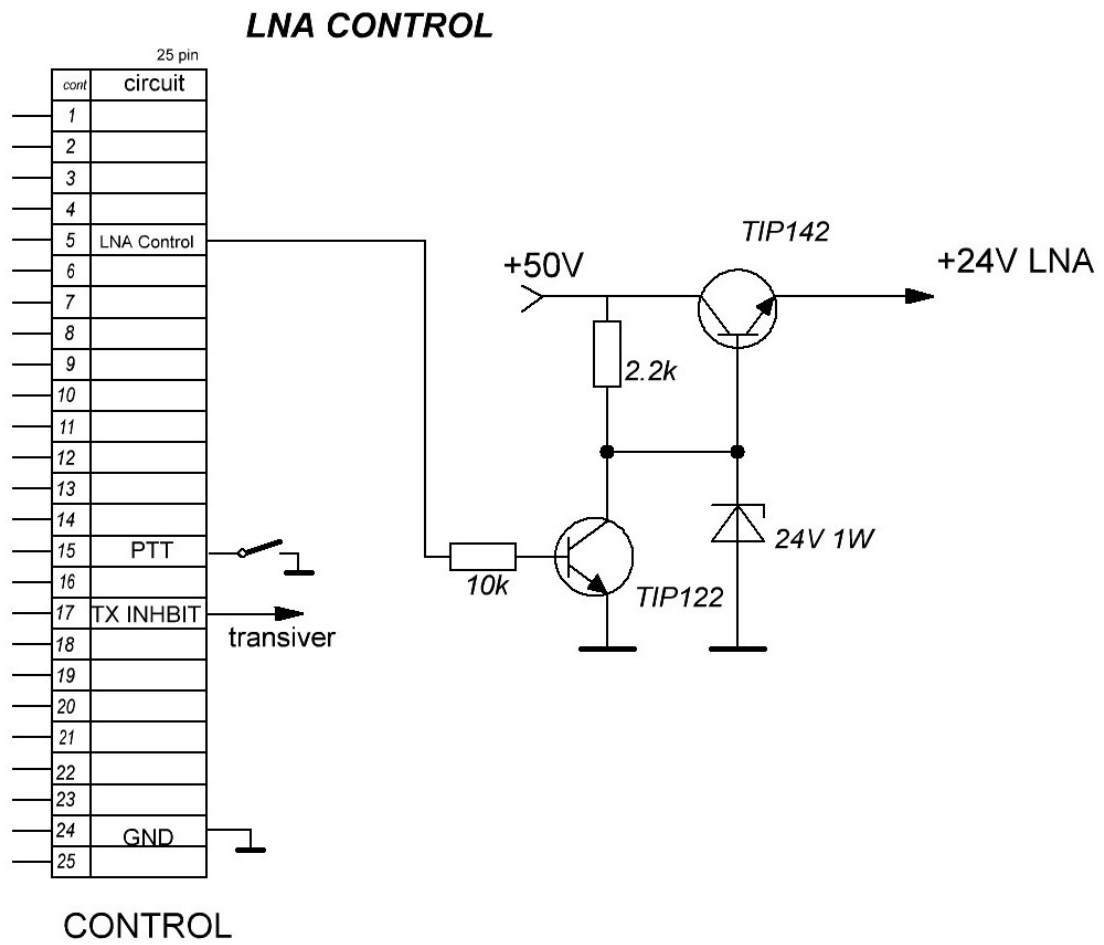 LNA CONTROL
25 pin
cont circuit
1
2
3
4
5 LNA Control
6
7
8
9
10
11
12
13
14
15 PTT
16
17 TX INHBIT
transiver
18
19
20
21
22
23
24 GND
25
CONTROL
+50V
TIP142
+24V LNA
2.2k
10k
TIP122
24V 1W